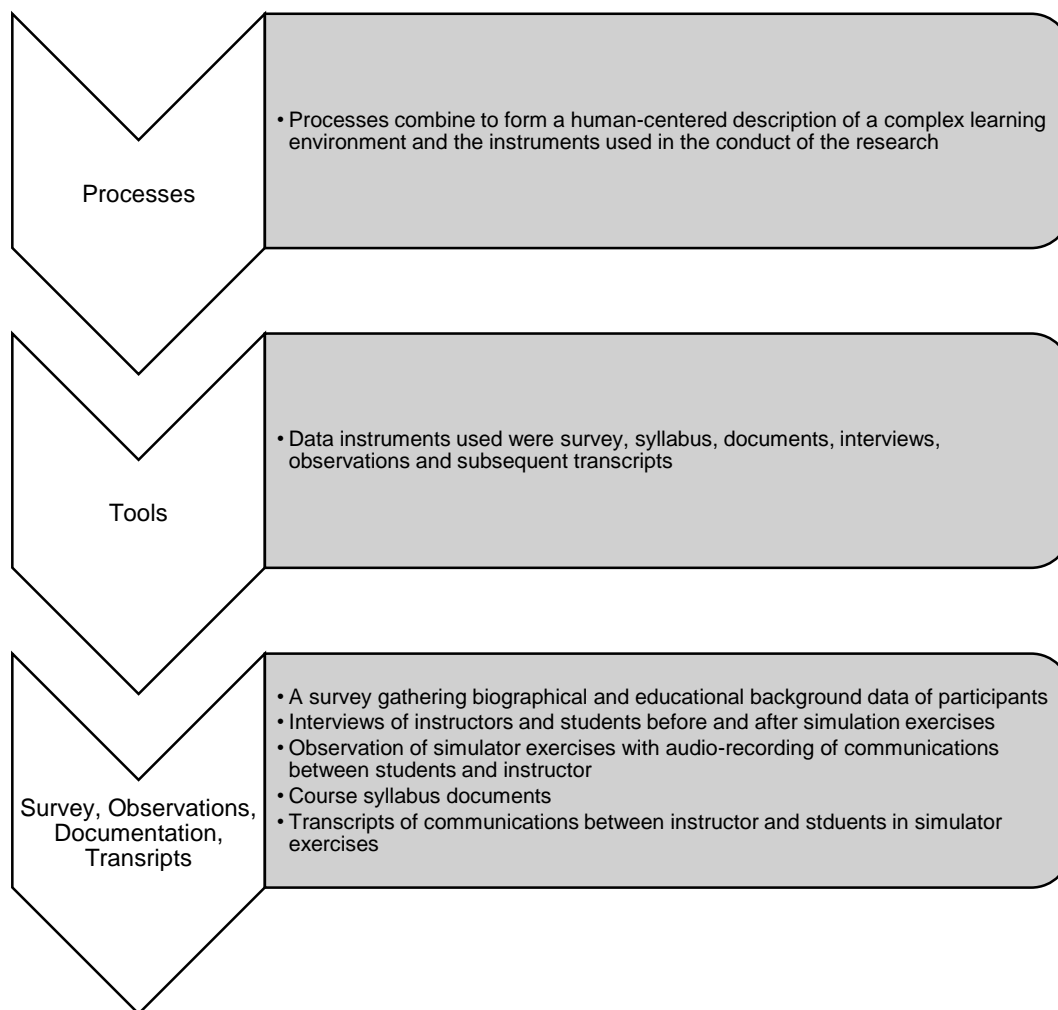 Processes
• Processes combine to form a human-centered description of a complex learning
environment and the instruments used in the conduct of the research
Tools
• Data instruments used were survey, syllabus, documents, interviews,
observations and subsequent transcripts
Survey, Observations,
Documentation,
Transripts
• A survey gathering biographical and educational background data of participants
• Interviews of instructors and students before and after simulation exercises
• Observation of simulator exercises with audio-recording of communications
between students and instructor
• Course syllabus documents
• Transcripts of communications between instructor and stduents in simulator
exercises